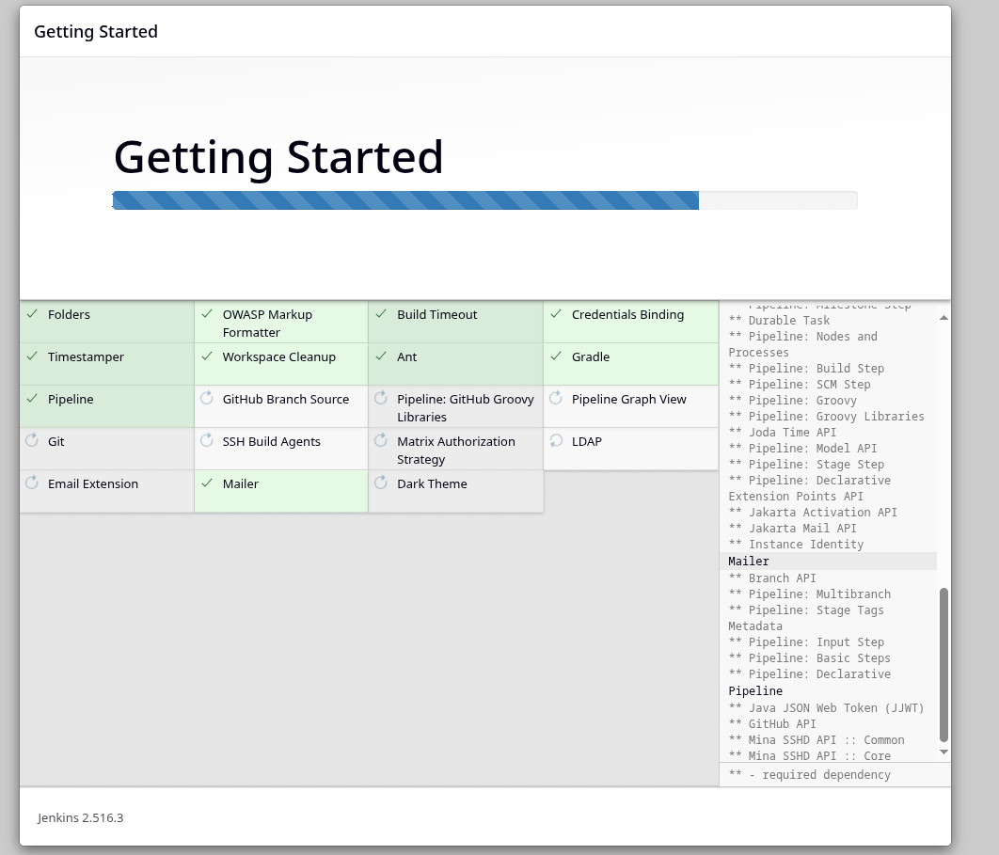 Getting Started
Getting Started
Folders
OWASP Markup
Formatter
Build Timeout
Credentials Binding
Timestamper
Workspace Cleanup
Ant
Gradle
Pipeline
GitHub Branch Source
Pipeline: GitHub Groovy
Libraries
Pipeline Graph View
Git
SSH Build Agents
Matrix Authorization
Strategy
LDAP
Email Extension
Mailer
Dark Theme
** Pipeline: Milestone Step
** Durable Task
** Pipeline: Nodes and
Processes
** Pipeline: Build Step
** Pipeline: SCM Step
** Pipeline: Groovy
** Pipeline: Groovy Libraries
** Joda Time API
** Pipeline: Model API
** Pipeline: Stage Step
** Pipeline: Declarative
Extension Points API
** Jakarta Activation API
** Jakarta Mail API
** Instance Identity
Mailer
** Branch API
** Pipeline: Multibranch
** Pipeline: Stage Tags
Metadata
** Pipeline: Input Step
** Pipeline: Basic Steps
** Pipeline: Declarative
Pipeline
** Java JSON Web Token (JJWT)
** GitHub API
** Mina SSHD API :: Common
** Mina SSHD API :: Core
** - required dependency
Jenkins 2.516.3